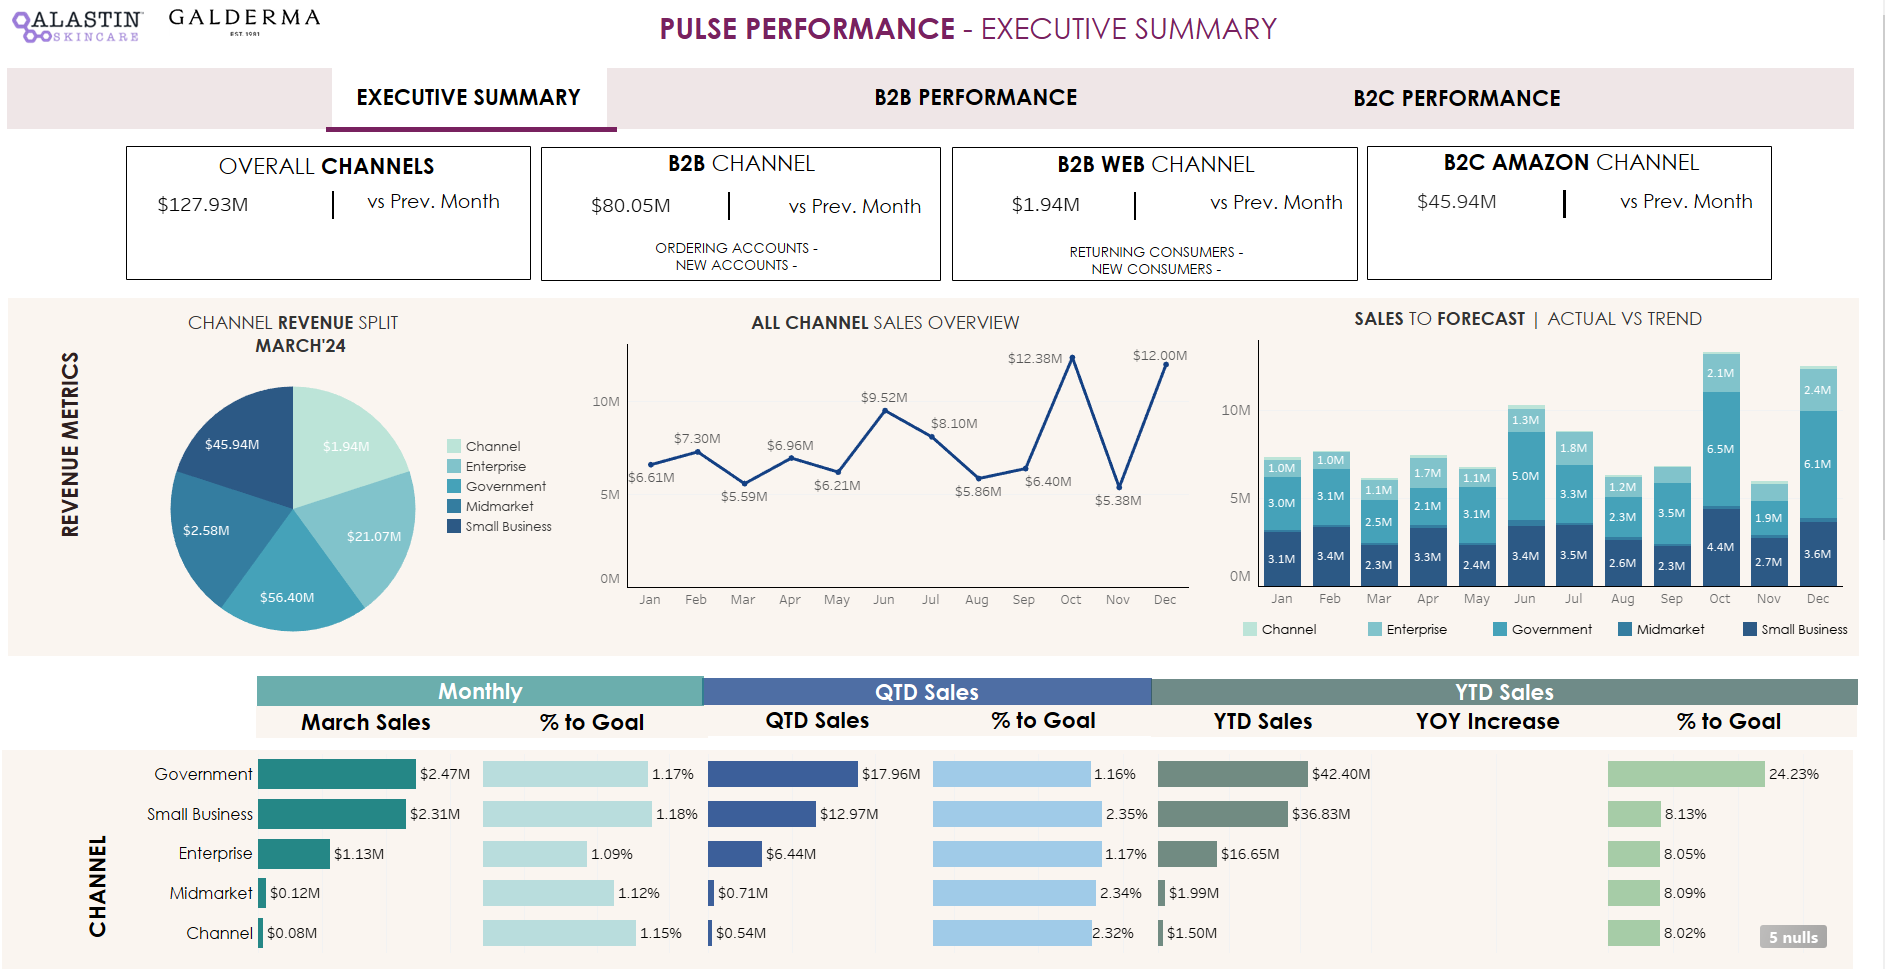 ALASTIN
SKINCARE
GALDERMA
EST. 1981
PULSE PERFORMANCE - EXECUTIVE SUMMARY
EXECUTIVE SUMMARY
B2B PERFORMANCE
B2C PERFORMANCE
OVERALL CHANNELS
$127.93M
vs Prev. Month
B2B CHANNEL
$80.05M
vs Prev. Month
ORDERING ACCOUNTS -
NEW ACCOUNTS -
B2B WEB CHANNEL
$1.94M
vs Prev. Month
RETURNING CONSUMERS -
NEW CONSUMERS -
B2C AMAZON CHANNEL
$45.94M
vs Prev. Month
REVENUE METRICS
CHANNEL REVENUE SPLIT
MARCH'24
$45.94M
$1.94M
$2.58M
$21.07M
$56.40M
Channel
Enterprise
Government
Midmarket
Small Business
ALL CHANNEL SALES OVERVIEW
10M
5M
0M
$6.61M
$7.30M
$5.59M
$6.96M
$6.21M
$9.52M
$8.10M
$5.86M
$6.40M
$12.38M
$5.38M
$12.00M
Jan Feb Mar Apr May Jun Jul Aug Sep Oct Nov Dec
SALES TO FORECAST | ACTUAL VS TREND
10M
5M
0M
1.0M 3.0M 3.1M
1.0M 3.1M 3.4M
1.1M 2.5M 2.3M
1.7M 2.1M 3.3M
1.1M 3.1M 2.4M
1.3M 5.0M 3.4M
1.8M 3.3M 3.5M
1.2M 2.3M 2.6M
3.5M 2.3M
2.1M 6.5M 4.4M
1.9M 2.7M
2.4M 6.1M 3.6M
Jan Feb Mar Apr May Jun Jul Aug Sep Oct Nov Dec
Channel Enterprise Government Midmarket Small Business
Monthly QTD Sales YTD Sales
March Sales % to Goal QTD Sales % to Goal YTD Sales YOY Increase % to Goal
CHANNEL
Government $2.47M 1.17% $17.96M 1.16% $42.40M 24.23%
Small Business $2.31M 1.18% $12.97M 2.35% $36.83M 8.13%
Enterprise $1.13M 1.09% $6.44M 1.17% $16.65M 8.05%
Midmarket $0.12M 1.12% $0.71M 2.34% $1.99M 8.09%
Channel $0.08M 1.15% $0.54M 2.32% $1.50M 8.02%
5 nulls